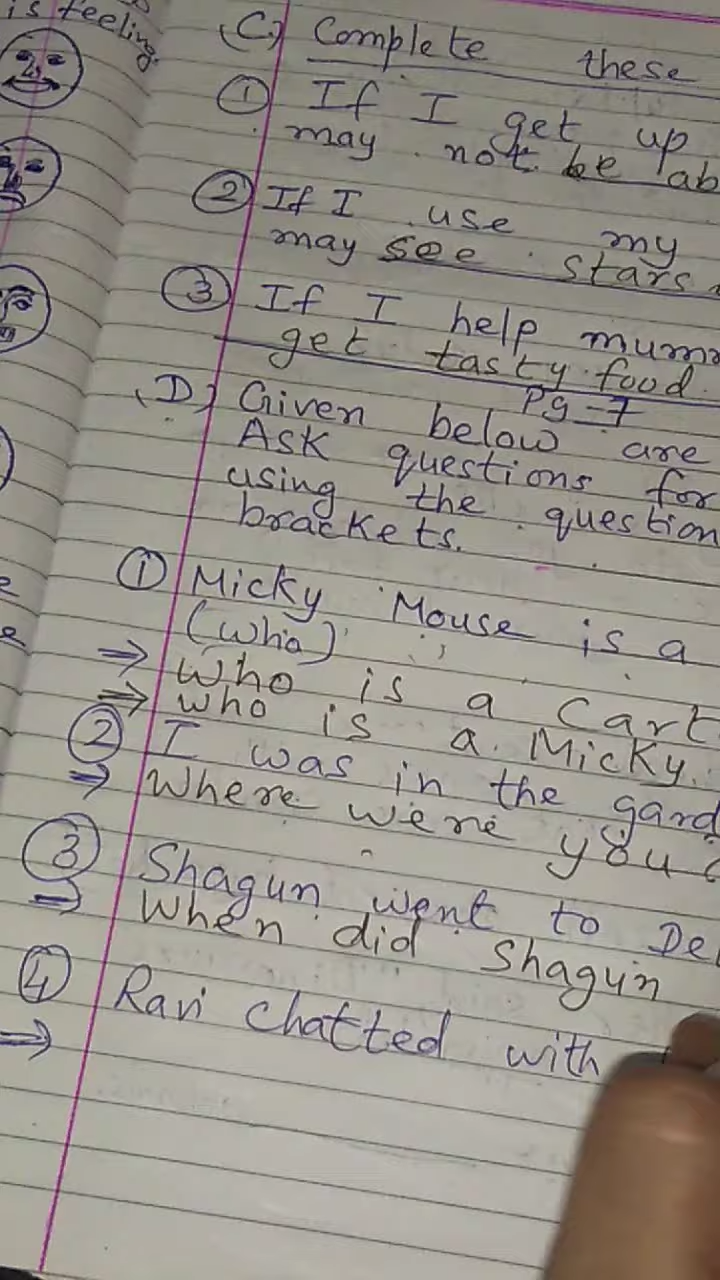 is feeling.
(C) Complete these
① If I get up
may not be ab
② If I use my
may see stars
③ If I help mumm
get tasty food.
Pg-7
(D) Given below are
Ask questions for
using the question
brackets.
① Micky Mouse is a
(Who)
⇒ Who is a Cart
⇒ Who is a Micky.
② I was in the gard
⇒ Where were you
③ Shagun went to De
⇒ When did Shagun
④ Ravi chatted with
⇒